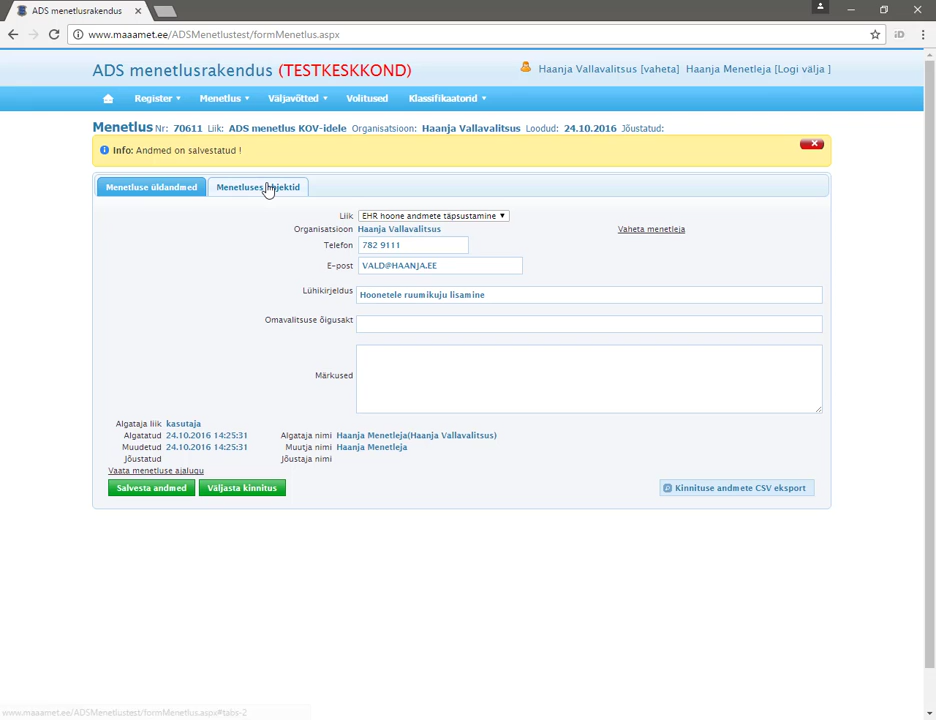 ADS menetlusrakendus
www.maaamet.ee/ADSMenetlustest/formMenetlus.aspx
iD
ADS menetlusrakendus (TESTKESKKOND)
Haanja Vallavalitsus [vaheta] Haanja Menetleja [Logi välja ]
Register Menetlus Väljavõtted Volitused Klassifikaatorid
Menetlus Nr: 70611 Liik: ADS menetlus KOV-idele Organisatsioon: Haanja Vallavalitsus Loodud: 24.10.2016 Jõustatud:
Info: Andmed on salvestatud !
Menetluse üldandmed Menetluses objektid
Liik EHR hoone andmete täpsustamine
Organisatsioon Haanja Vallavalitsus Vaheta menetleja
Telefon 782 9111
E-post VALD@HAANJA.EE
Lühikirjeldus Hoonetele ruumikuju lisamine
Omavalitsuse õigusakt
Märkused
Algataja liik kasutaja
Algatatud 24.10.2016 14:25:31 Algataja nimi Haanja Menetleja(Haanja Vallavalitsus)
Muudetud 24.10.2016 14:25:31 Muutja nimi Haanja Menetleja
Jõustatud Jõustaja nimi
Vaata menetluse ajalugu
Salvesta andmed Väljasta kinnitus Kinnituse andmete CSV eksport
www.maaamet.ee/ADSMenetlustest/formMenetlus.aspx#tabs-2